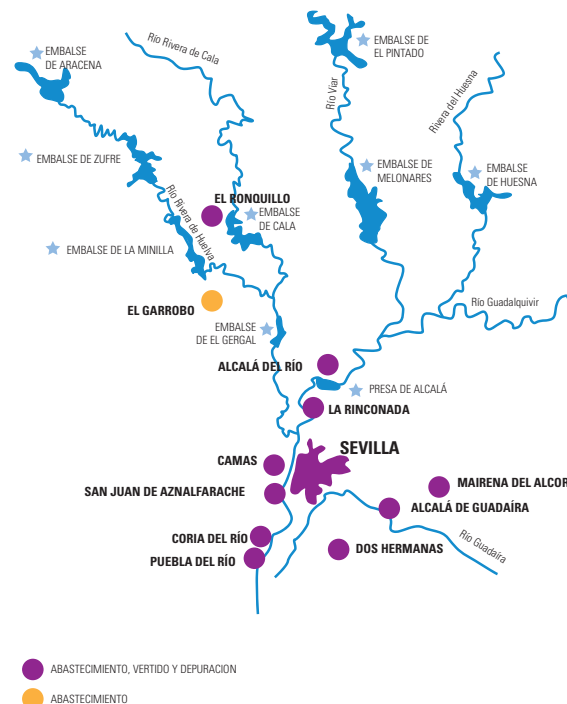 Río Rivera de Cala
EMBALSE
DE ARACENA
EMBALSE DE
EL PINTADO
Río Viar
Rivera del Huesna
EMBALSE DE ZUFRE
EMBALSE DE
MELONARES
EMBALSE
DE HUESNA
Río Rivera de Huelva
EL RONQUILLO
EMBALSE
DE CALA
EMBALSE DE LA MINILLA
Río Guadalquivir
EL GARROBO
EMBALSE
DE EL GERGAL
ALCALÁ DEL RÍO
PRESA DE ALCALÁ
LA RINCONADA
SEVILLA
CAMAS
SAN JUAN DE AZNALFARACHE
MAIRENA DEL ALCOR
ALCALÁ DE GUADAÍRA
CORIA DEL RÍO
PUEBLA DEL RÍO
DOS HERMANAS
Río Guadaíra
ABASTECIMIENTO, VERTIDO Y DEPURACION
ABASTECIMIENTO